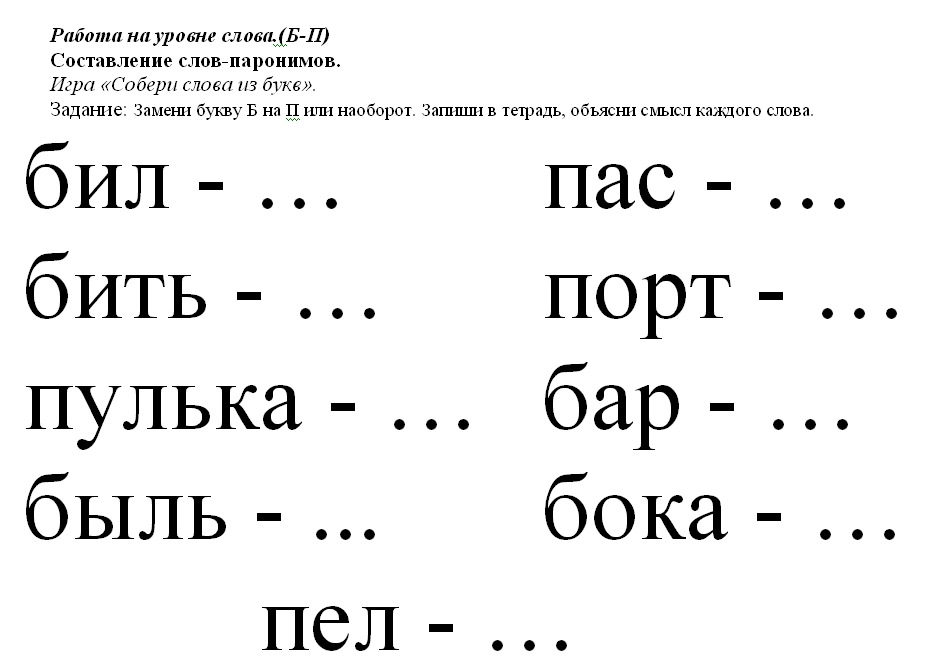 Работа на уровне слова.(Б-П)
Составление слов-паронимов.
Игра «Собери слова из букв».
Задание: Замени букву Б на П или наоборот. Запиши в тетрадь, объясни смысл каждого слова.
бил - … пас - …
бить - … порт - …
пулька - … бар - …
быль - ... бока - …
пел - …